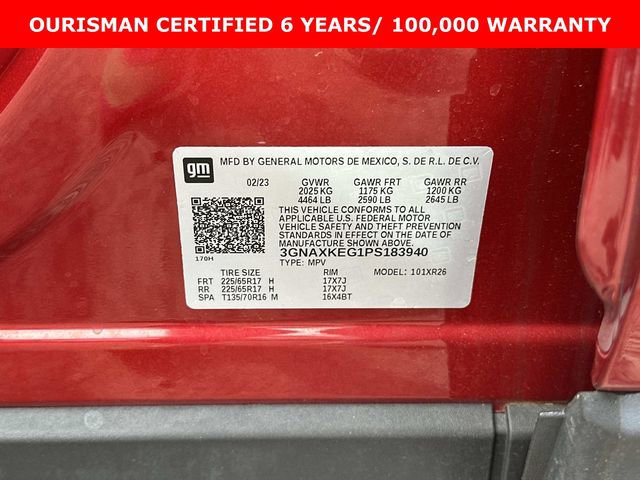 OURISMAN CERTIFIED 6 YEARS/ 100,000 WARRANTY
gm
MFD BY GENERAL MOTORS DE MEXICO, S. DE R.L. DE C.V.
02/23 GVWR GAWR FRT GAWR RR
2025 KG 1175 KG 1200 KG
4464 LB 2590 LB 2645 LB
THIS VEHICLE CONFORMS TO ALL
APPLICABLE U.S. FEDERAL MOTOR
VEHICLE SAFETY AND THEFT PREVENTION
STANDARDS IN EFFECT ON THE DATE OF
MANUFACTURE SHOWN ABOVE.
3GNAXKEG1PS183940
170H
TYPE: MPV MODEL: 101XR26
TIRE SIZE RIM
FRT 225/65R17 H 17X7J
RR 225/65R17 H 17X7J
SPA T135/70R16 M 16X4BT